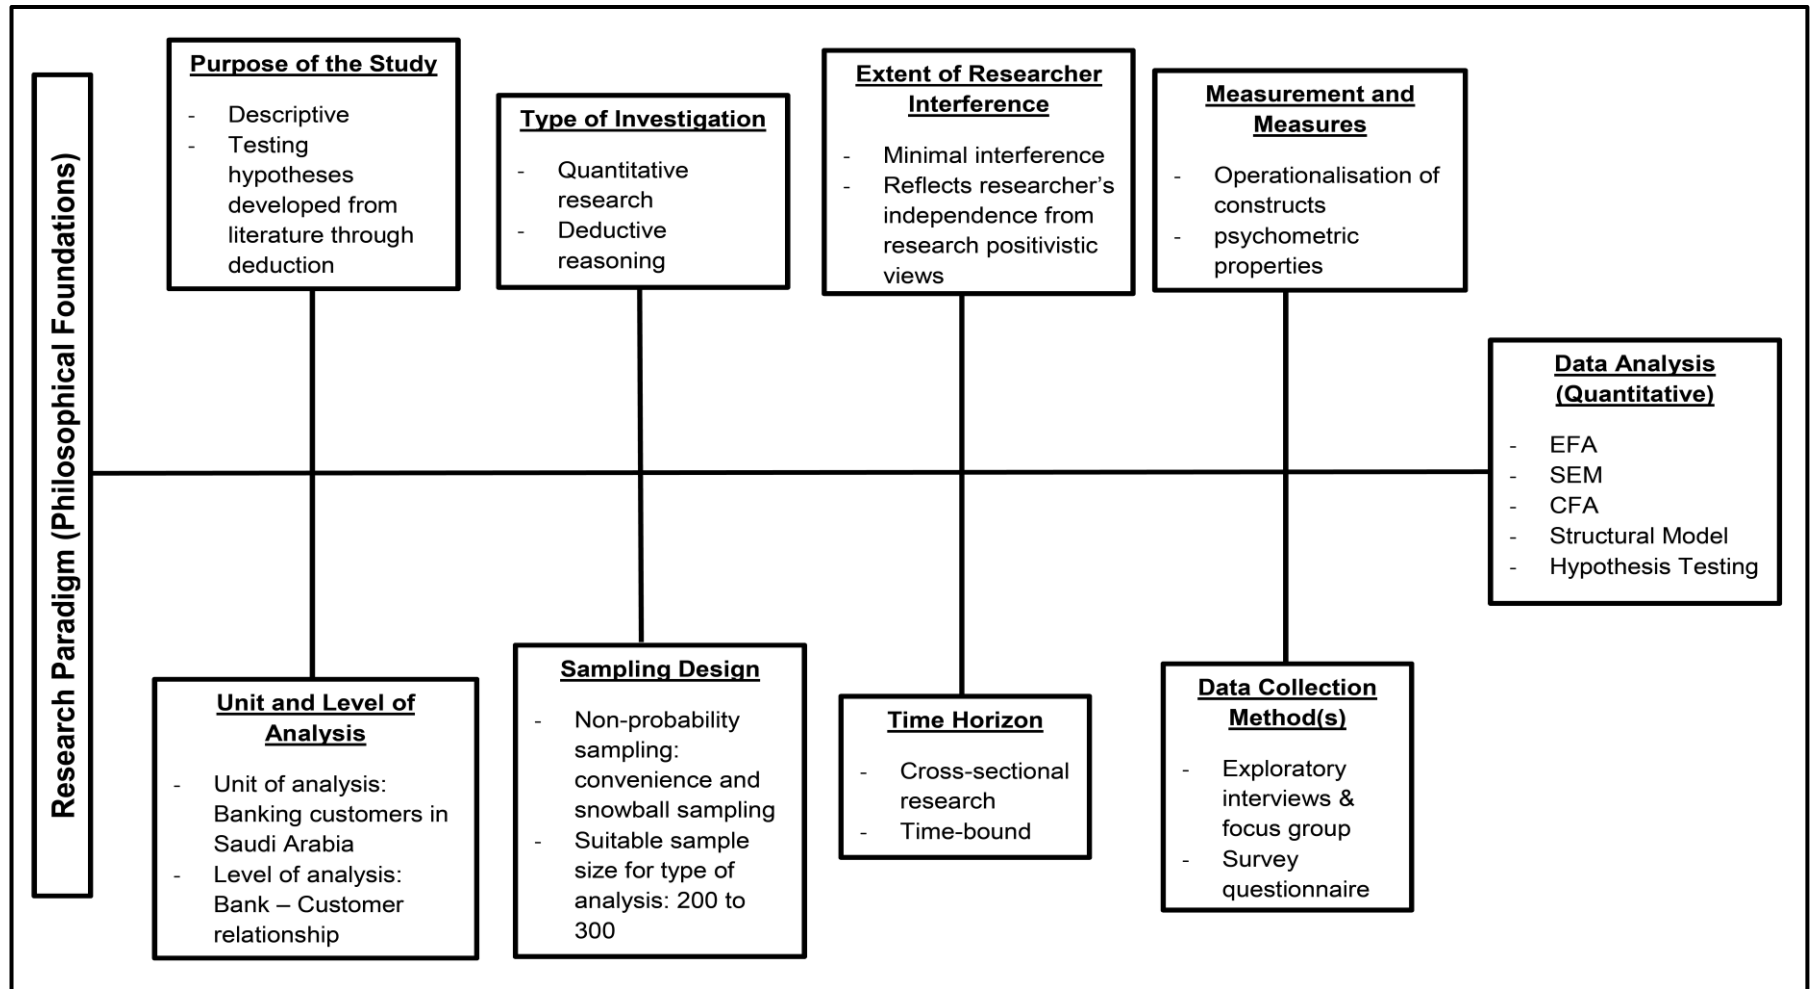 Research Paradigm (Philosophical Foundations)
Purpose of the Study
- Descriptive
- Testing
hypotheses
developed from
literature through
deduction
Type of Investigation
- Quantitative
research
- Deductive
reasoning
Extent of Researcher
Interference
- Minimal interference
- Reflects researcher’s
independence from
research positivistic
views
Measurement and
Measures
- Operationalisation of
constructs
- psychometric
properties
Data Analysis
(Quantitative)
- EFA
- SEM
- CFA
- Structural Model
- Hypothesis Testing
Unit and Level of
Analysis
- Unit of analysis:
Banking customers in
Saudi Arabia
- Level of analysis:
Bank – Customer
relationship
Sampling Design
- Non-probability
sampling:
convenience and
snowball sampling
- Suitable sample
size for type of
analysis: 200 to
300
Time Horizon
- Cross-sectional
research
- Time-bound
Data Collection
Method(s)
- Exploratory
interviews &
focus group
- Survey
questionnaire